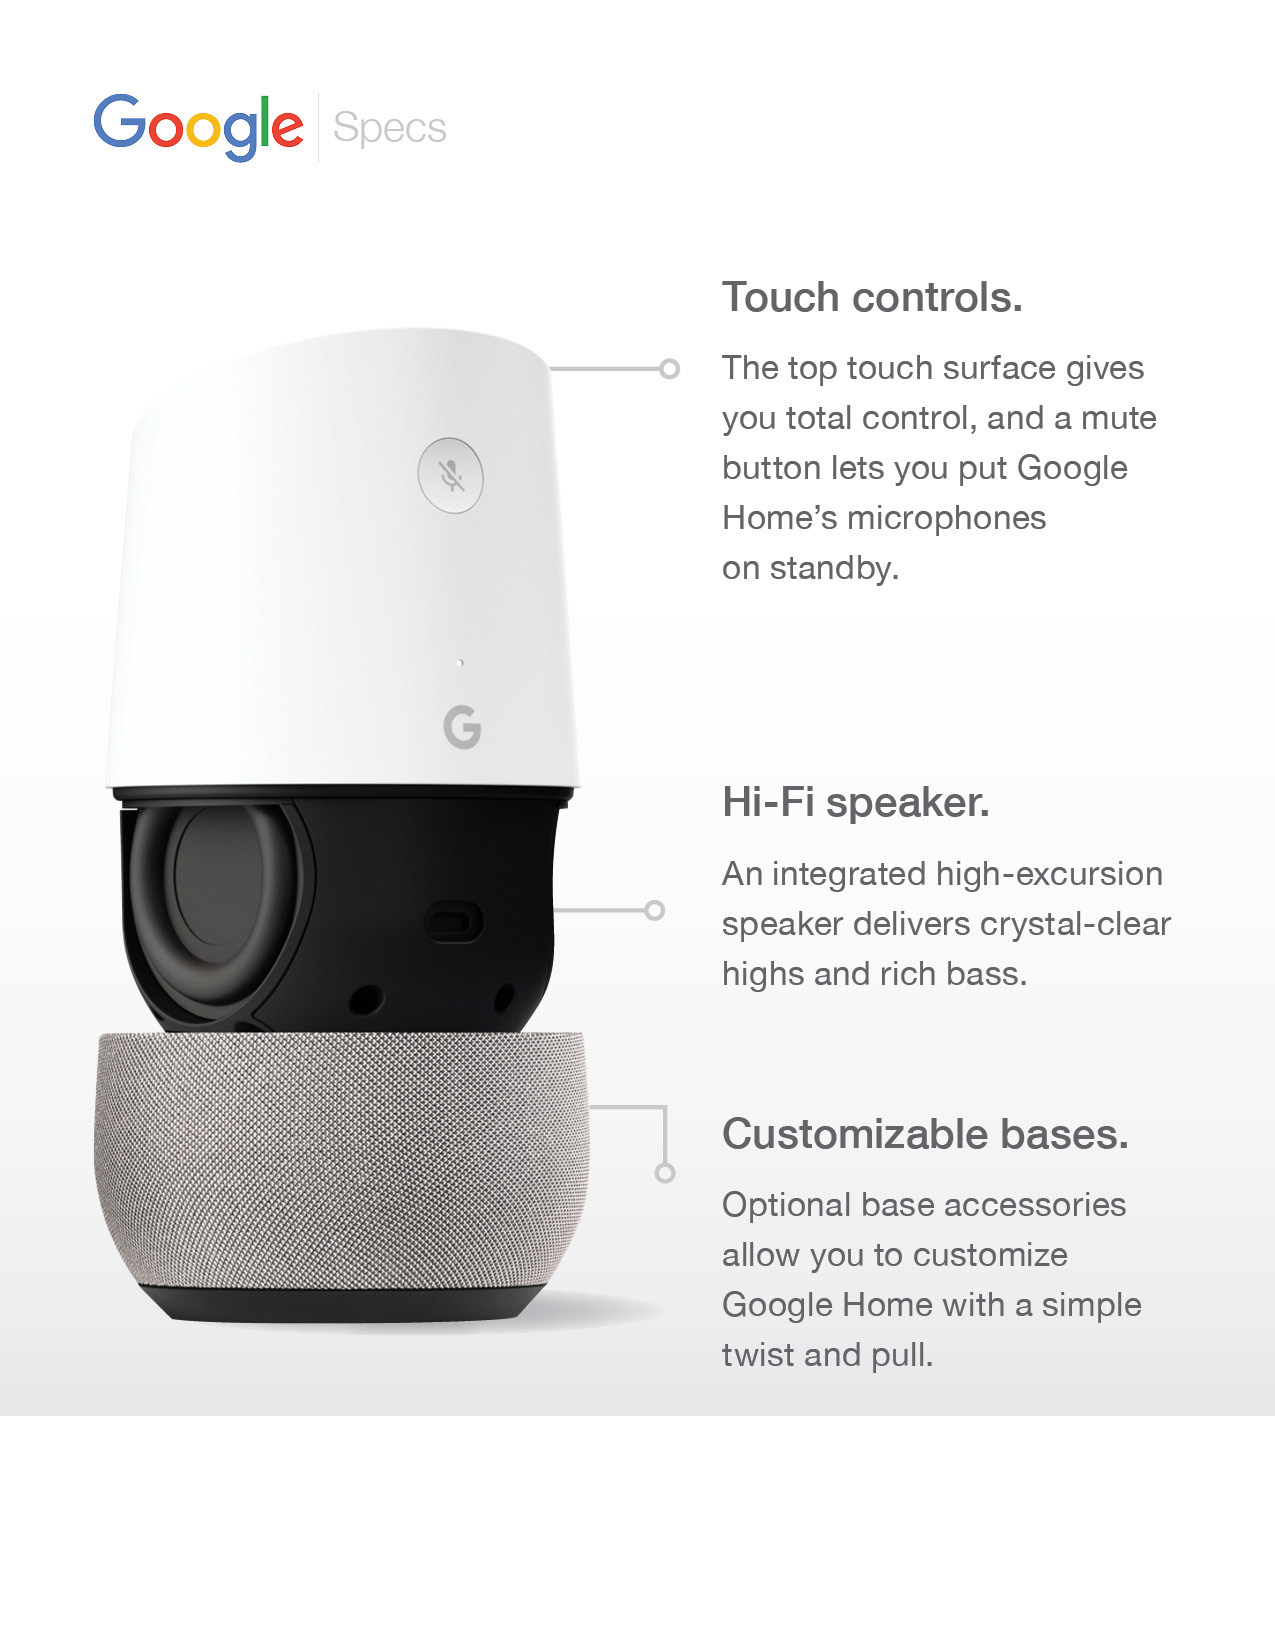 Google | Specs
Touch controls.
The top touch surface gives
you total control, and a mute
button lets you put Google
Home’s microphones
on standby.
G
Hi-Fi speaker.
An integrated high-excursion
speaker delivers crystal-clear
highs and rich bass.
Customizable bases.
Optional base accessories
allow you to customize
Google Home with a simple
twist and pull.